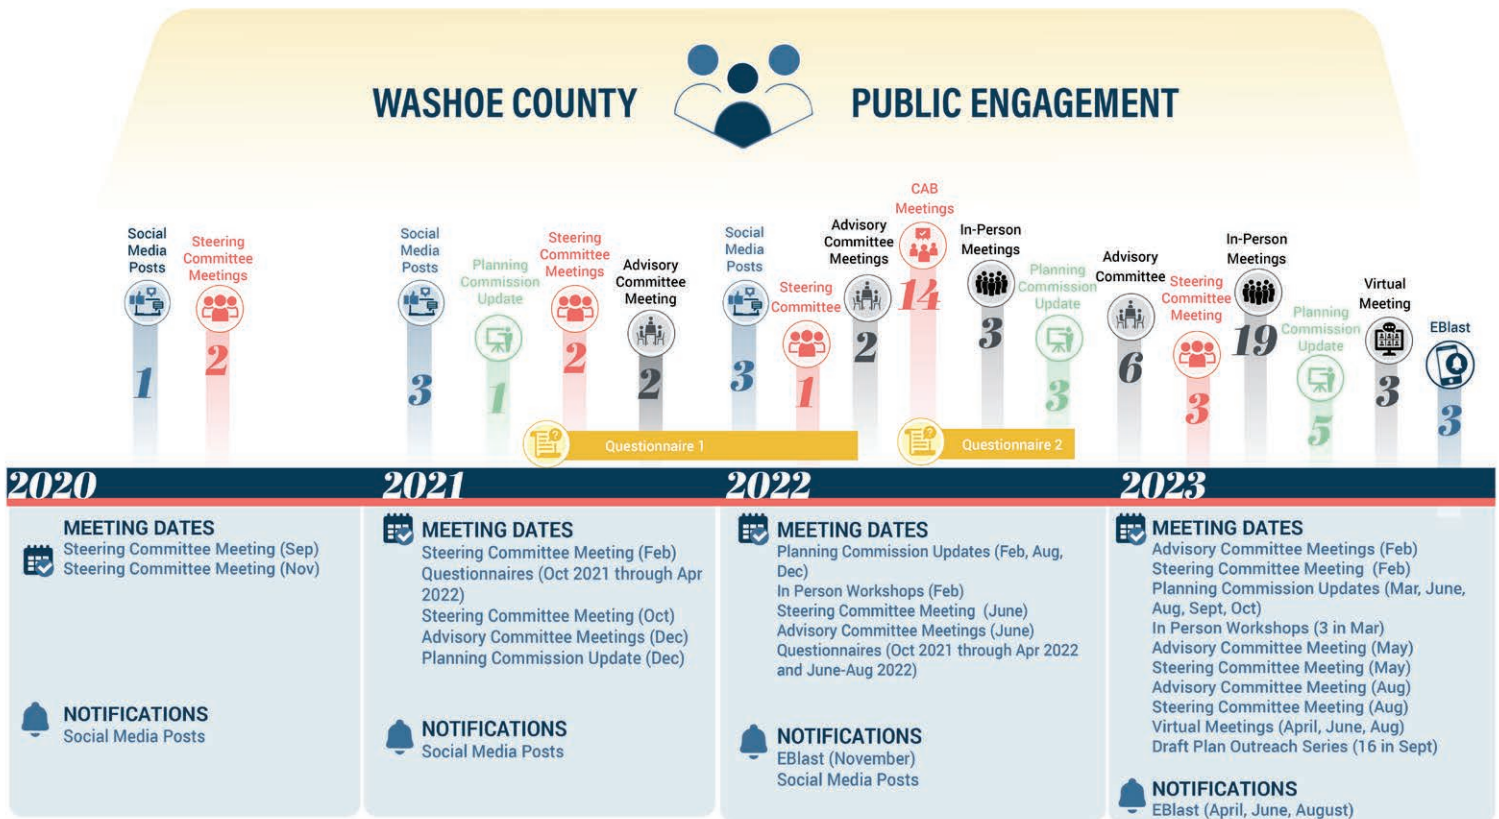 WASHOE COUNTY PUBLIC ENGAGEMENT
Social
Media
Posts
1
Steering
Committee
Meetings
2
Social
Media
Posts
3
Planning
Commission
Update
1
Steering
Committee
Meetings
2
Advisory
Committee
Meeting
2
Social
Media
Posts
3
Steering
Committee
1
Advisory
Committee
Meetings
2
CAB
Meetings
14
In-Person
Meetings
3
Planning
Commission
Update
3
Advisory
Committee
6
Steering
Committee
Meeting
3
In-Person
Meetings
19
Planning
Commission
Update
5
Virtual
Meeting
3
EBlast
3
Questionnaire 1
Questionnaire 2
2020
MEETING DATES
Steering Committee Meeting (Sep)
Steering Committee Meeting (Nov)
NOTIFICATIONS
Social Media Posts
2021
MEETING DATES
Steering Committee Meeting (Feb)
Questionnaires (Oct 2021 through Apr
2022)
Steering Committee Meeting (Oct)
Advisory Committee Meetings (Dec)
Planning Commission Update (Dec)
NOTIFICATIONS
Social Media Posts
2022
MEETING DATES
Planning Commission Updates (Feb, Aug,
Dec)
In Person Workshops (Feb)
Steering Committee Meeting (June)
Advisory Committee Meetings (June)
Questionnaires (Oct 2021 through Apr 2022
and June-Aug 2022)
NOTIFICATIONS
EBlast (November)
Social Media Posts
2023
MEETING DATES
Advisory Committee Meetings (Feb)
Steering Committee Meeting (Feb)
Planning Commission Updates (Mar, June,
Aug, Sept, Oct)
In Person Workshops (3 in Mar)
Advisory Committee Meeting (May)
Steering Committee Meeting (May)
Advisory Committee Meeting (Aug)
Steering Committee Meeting (Aug)
Virtual Meetings (April, June, Aug)
Draft Plan Outreach Series (16 in Sept)
NOTIFICATIONS
EBlast (April, June, August)